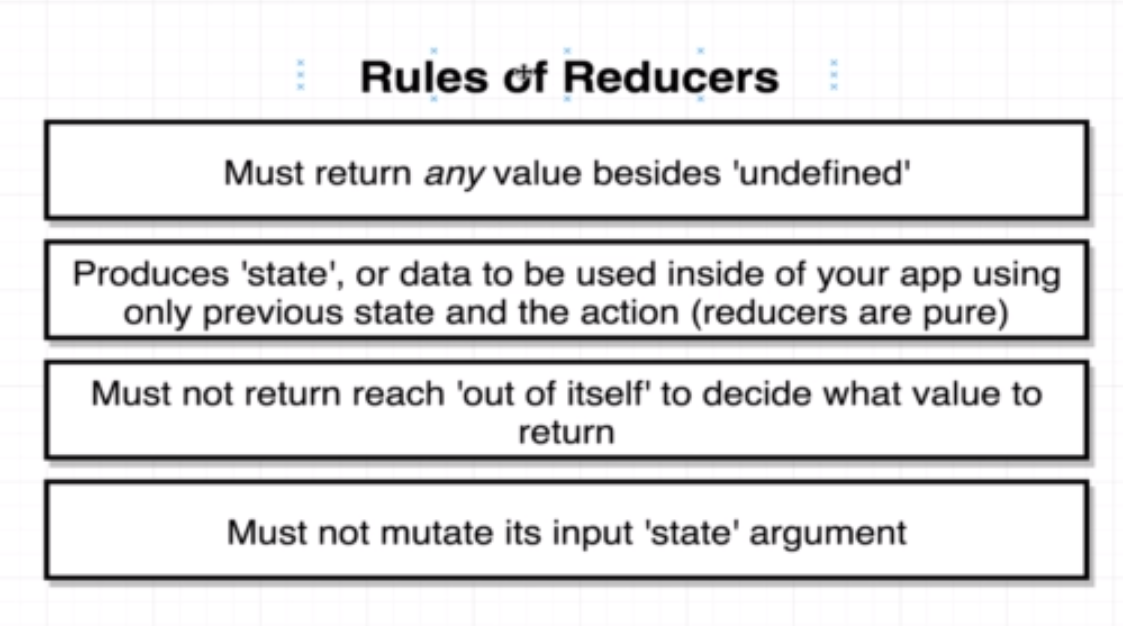 Rules of Reducers
Must return any value besides 'undefined'
Produces 'state', or data to be used inside of your app using
only previous state and the action (reducers are pure)
Must not return reach 'out of itself' to decide what value to
return
Must not mutate its input 'state' argument